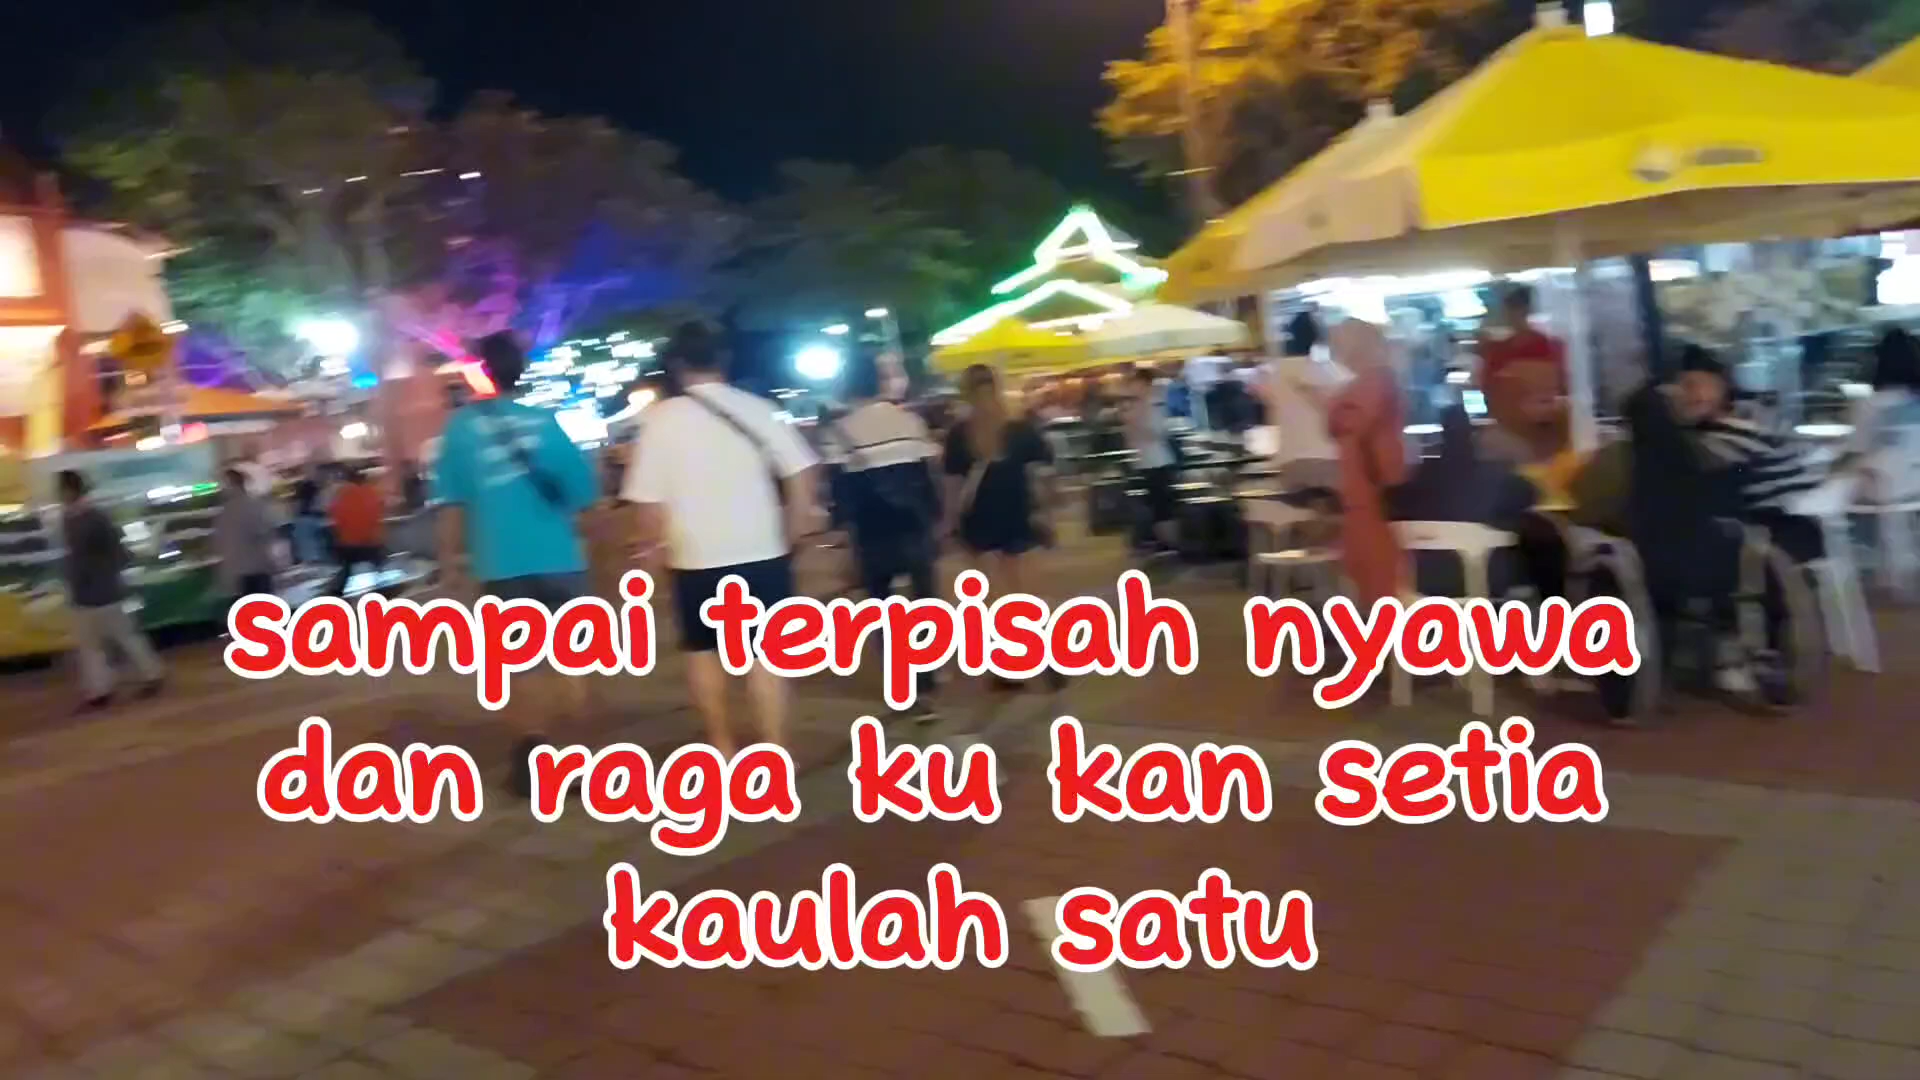 sampai terpisah nyawa
dan raga ku kan setia
kaulah satu